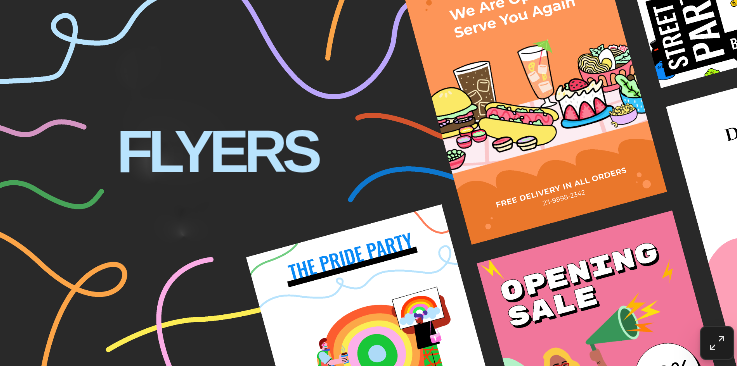 FLYERS
We Are Op
Serve You Again
FREE DELIVERY IN ALL ORDERS
STREET
PAR
B
D
THE PRIDE PARTY
OPENING
SALE